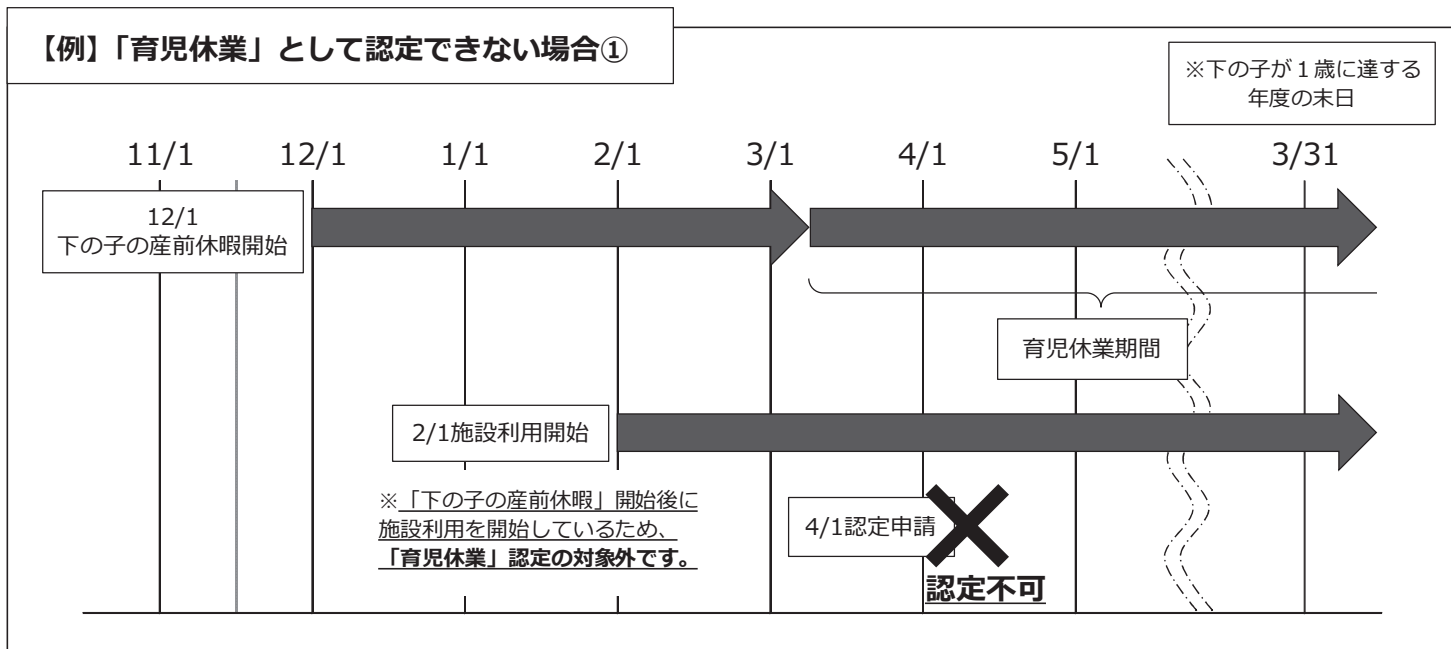 【例】「育児休業」として認定できない場合①
※下の子が1歳に達する
年度の末日
11/1 12/1 1/1 2/1 3/1 4/1 5/1 3/31
12/1
下の子の産前休暇開始
育児休業期間
2/1施設利用開始
※「下の子の産前休暇」開始後に
施設利用を開始しているため、
「育児休業」認定の対象外です。
4/1認定申請
認定不可